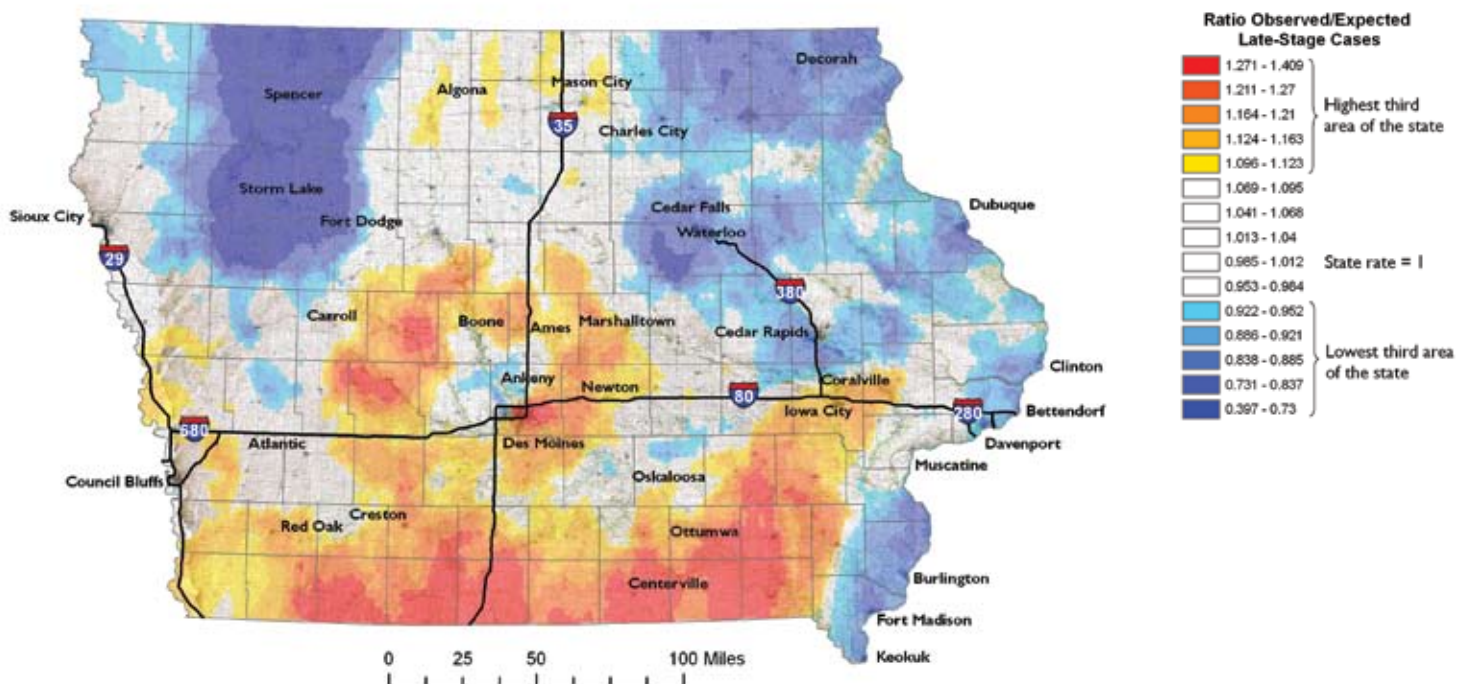 Ratio Observed/Expected
Late-Stage Cases
1.271 - 1.409
1.211 - 1.27
1.164 - 1.21
1.124 - 1.163
1.096 - 1.123
1.069 - 1.095
1.041 - 1.068
1.013 - 1.04
0.985 - 1.012
0.953 - 0.984
0.922 - 0.952
0.886 - 0.921
0.838 - 0.885
0.731 - 0.837
0.397 - 0.73
Highest third
area of the state
State rate = 1
Lowest third area
of the state
Decorah
Spencer
Algona
Mason City
35
Charles City
Storm Lake
Cedar Falls
Dubuque
Sioux City
Fort Dodge
Waterloo
29
380
Carroll
Boone
Ames
Marshalltown
Cedar Rapids
Clinton
Ankeny
Newton
Coralville
80
Iowa City
280
Bettendorf
680
Atlantic
Des Moines
Davenport
Muscatine
Council Bluffs
Oskaloosa
Red Oak
Creston
Ottumwa
Centerville
Burlington
Fort Madison
Keokuk
0 25 50 100 Miles